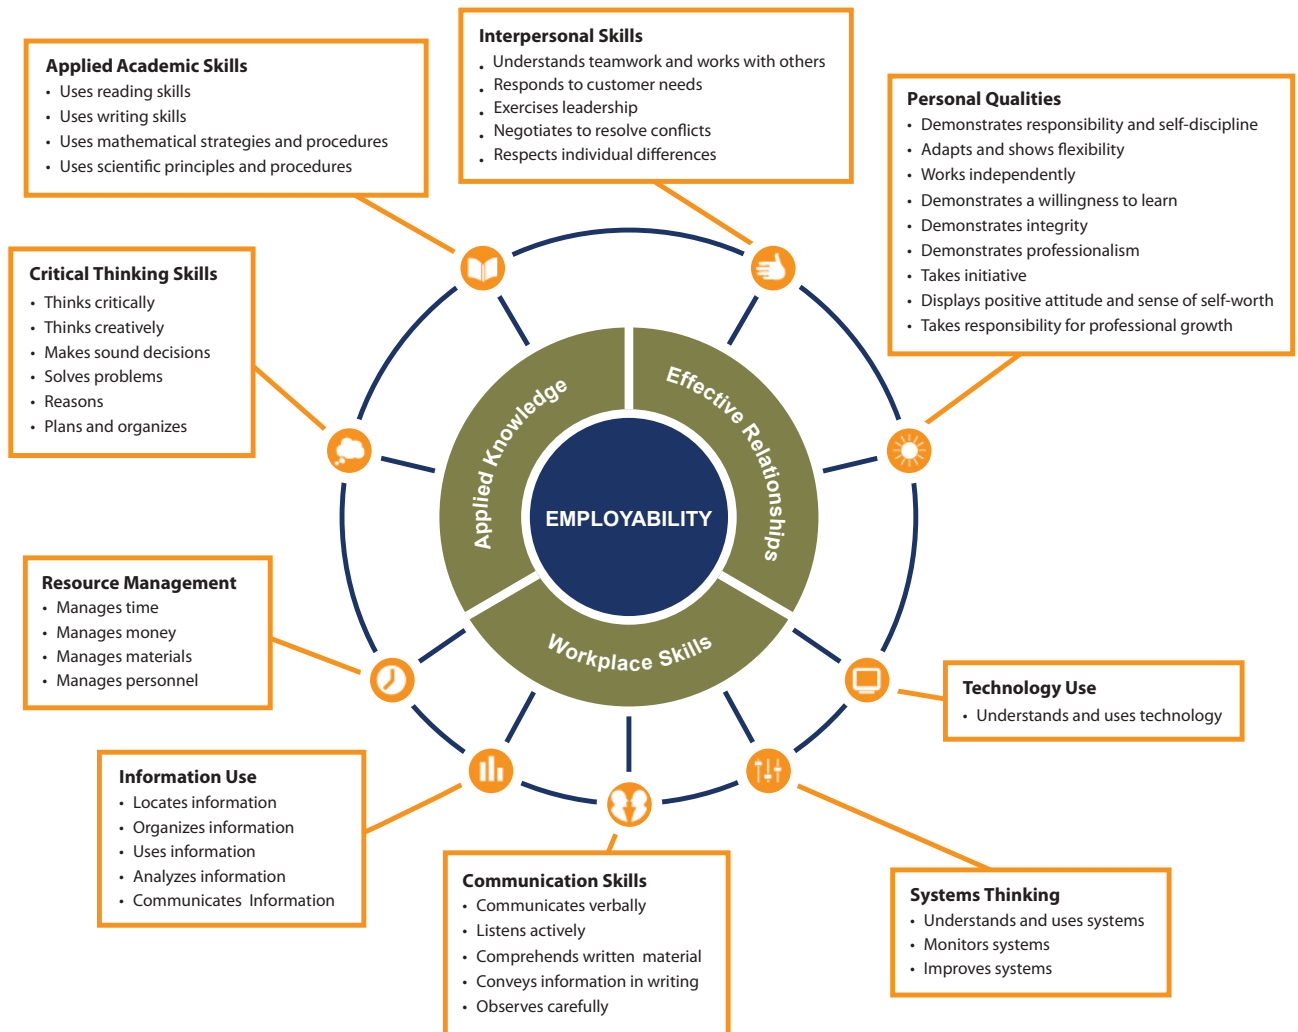 Applied Academic Skills
• Uses reading skills
• Uses writing skills
• Uses mathematical strategies and procedures
• Uses scientific principles and procedures
Interpersonal Skills
• Understands teamwork and works with others
• Responds to customer needs
• Exercises leadership
• Negotiates to resolve conflicts
• Respects individual differences
Personal Qualities
• Demonstrates responsibility and self-discipline
• Adapts and shows flexibility
• Works independently
• Demonstrates a willingness to learn
• Demonstrates integrity
• Demonstrates professionalism
• Takes initiative
• Displays positive attitude and sense of self-worth
• Takes responsibility for professional growth
Critical Thinking Skills
• Thinks critically
• Thinks creatively
• Makes sound decisions
• Solves problems
• Reasons
• Plans and organizes
Applied Knowledge
Effective Relationships
EMPLOYABILITY
Workplace Skills
Resource Management
• Manages time
• Manages money
• Manages materials
• Manages personnel
Technology Use
• Understands and uses technology
Information Use
• Locates information
• Organizes information
• Uses information
• Analyzes information
• Communicates Information
Communication Skills
• Communicates verbally
• Listens actively
• Comprehends written material
• Conveys information in writing
• Observes carefully
Systems Thinking
• Understands and uses systems
• Monitors systems
• Improves systems